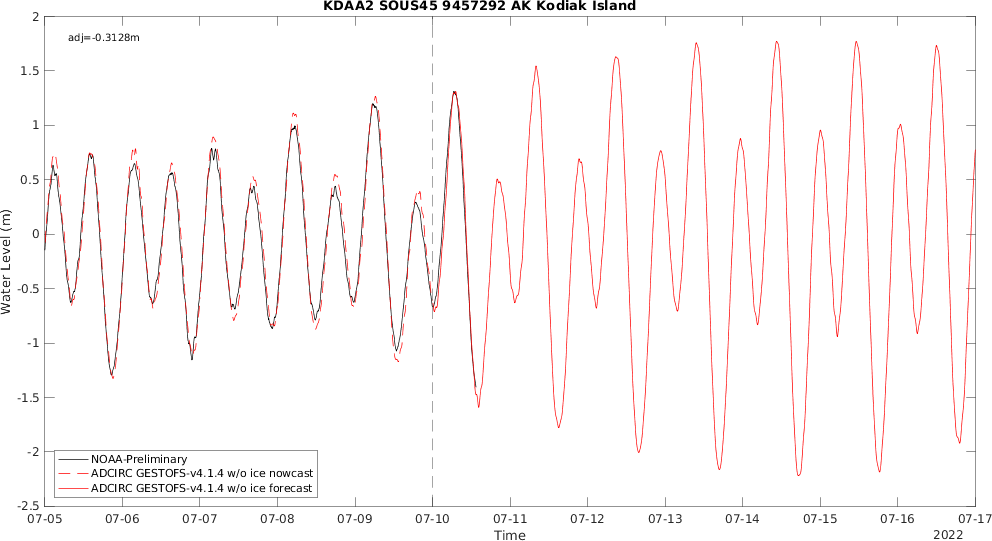 KDAA2 SOUS45 9457292 AK Kodiak Island
adj=-0.3128m
2
1.5
1
0.5
0
-0.5
-1
-1.5
-2
-2.5
Water Level (m)
NOAA-Preliminary
ADCIRC GESTOFS-v4.1.4 w/o ice nowcast
ADCIRC GESTOFS-v4.1.4 w/o ice forecast
07-05 07-06 07-07 07-08 07-09 07-10 07-11 07-12 07-13 07-14 07-15 07-16 07-17
Time
2022